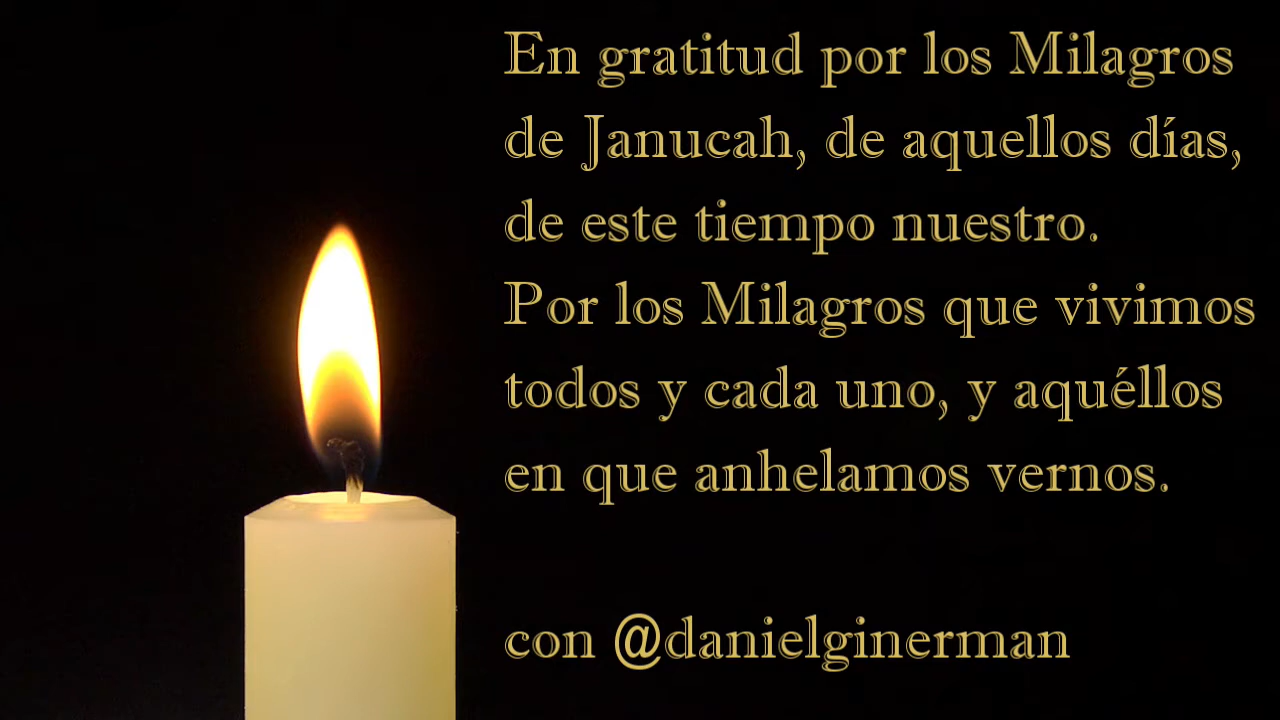 En gratitud por los Milagros
de Janucah, de aquellos días,
de este tiempo nuestro.
Por los Milagros que vivimos
todos y cada uno, y aquéllos
en que anhelamos vernos.
con @danielginerman